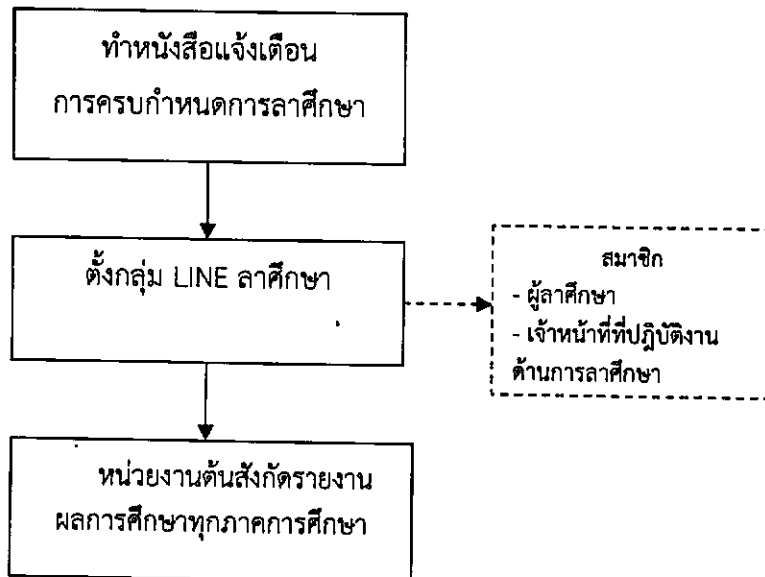 ทำหนังสือแจ้งเตือน
การครบกำหนดการลาศึกษา
ตั้งกลุ่ม LINE ลาศึกษา
สมาชิก
- ผู้ลาศึกษา
- เจ้าหน้าที่ที่ปฏิบัติงาน
ด้านการลาศึกษา
หน่วยงานต้นสังกัดรายงาน
ผลการศึกษาทุกภาคการศึกษา